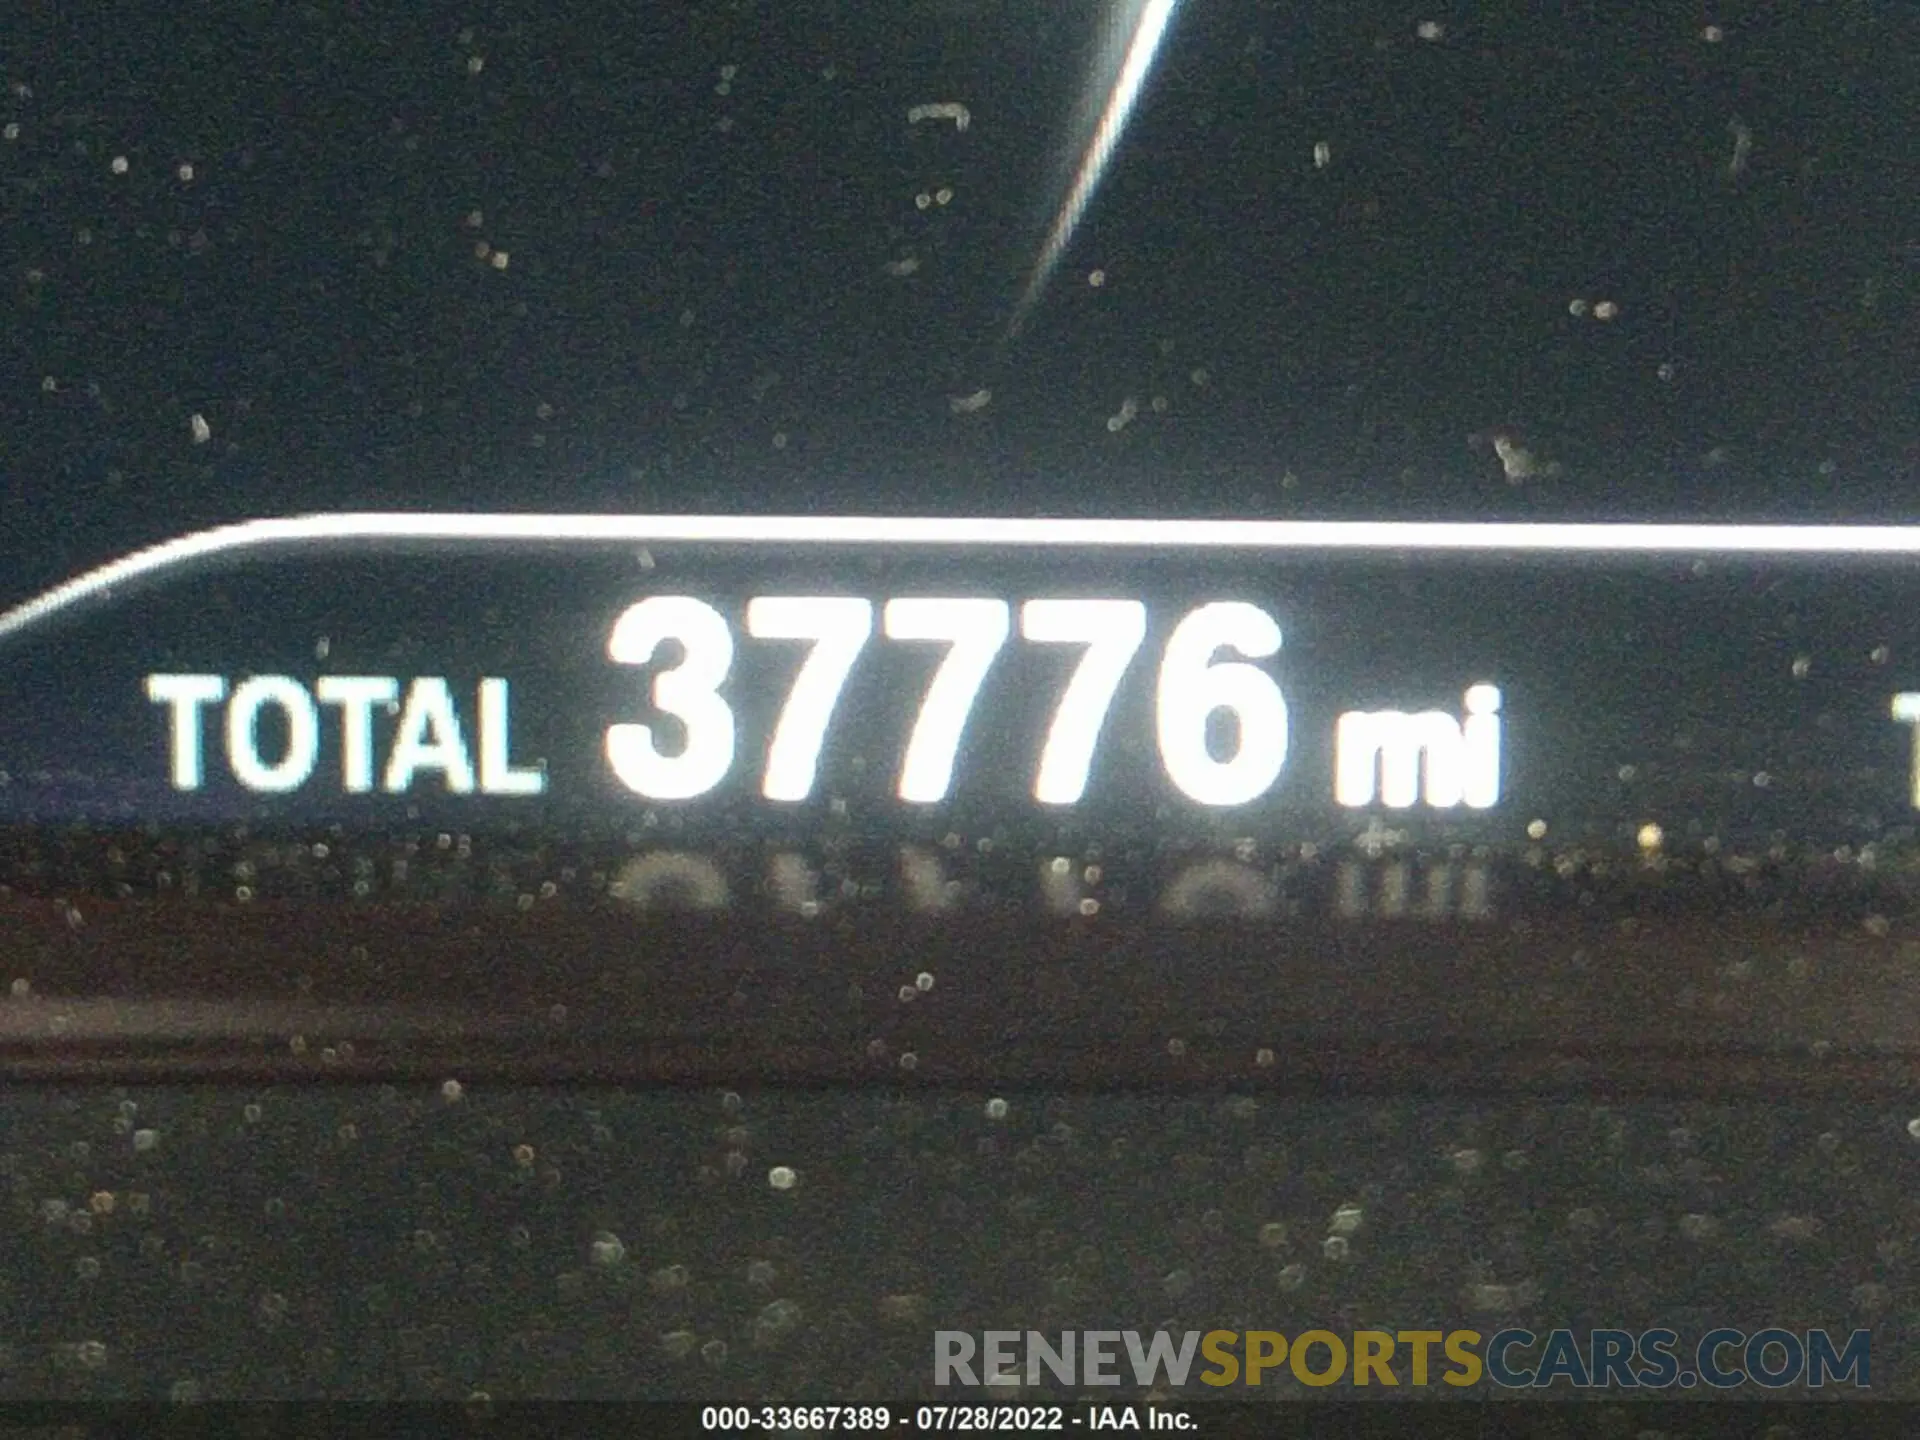 TOTAL 37776 mi
RENEWSPORTSCARS.COM
000-33667389 - 07/28/2022 - IAA Inc.